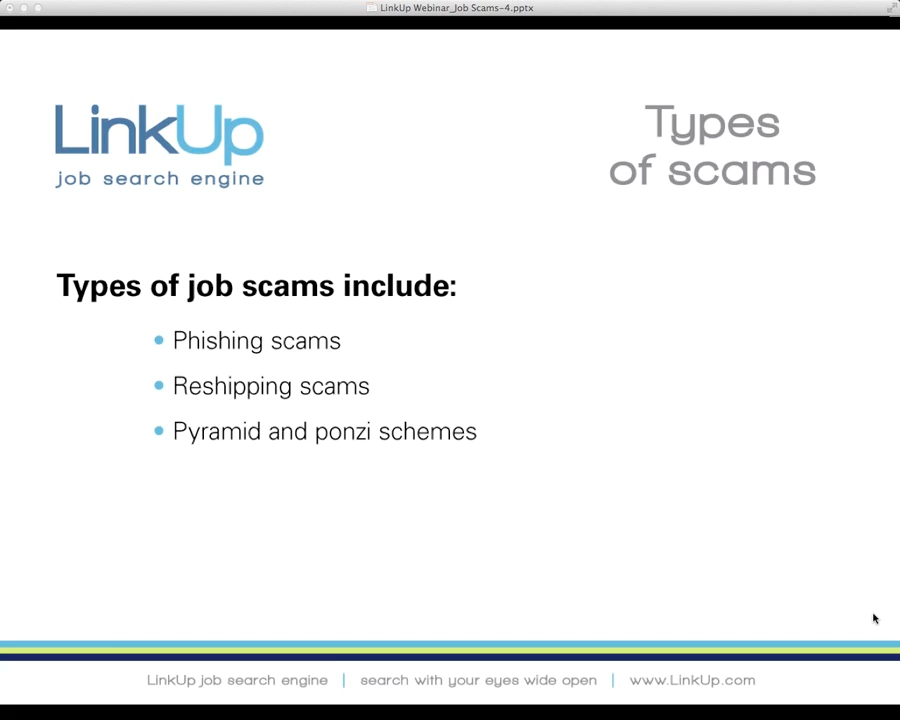 LinkUp Webinar_Job Scams-4.pptx
LinkUp
job search engine
Types
of scams
Types of job scams include:
• Phishing scams
• Reshipping scams
• Pyramid and ponzi schemes
LinkUp job search engine | search with your eyes wide open | www.LinkUp.com